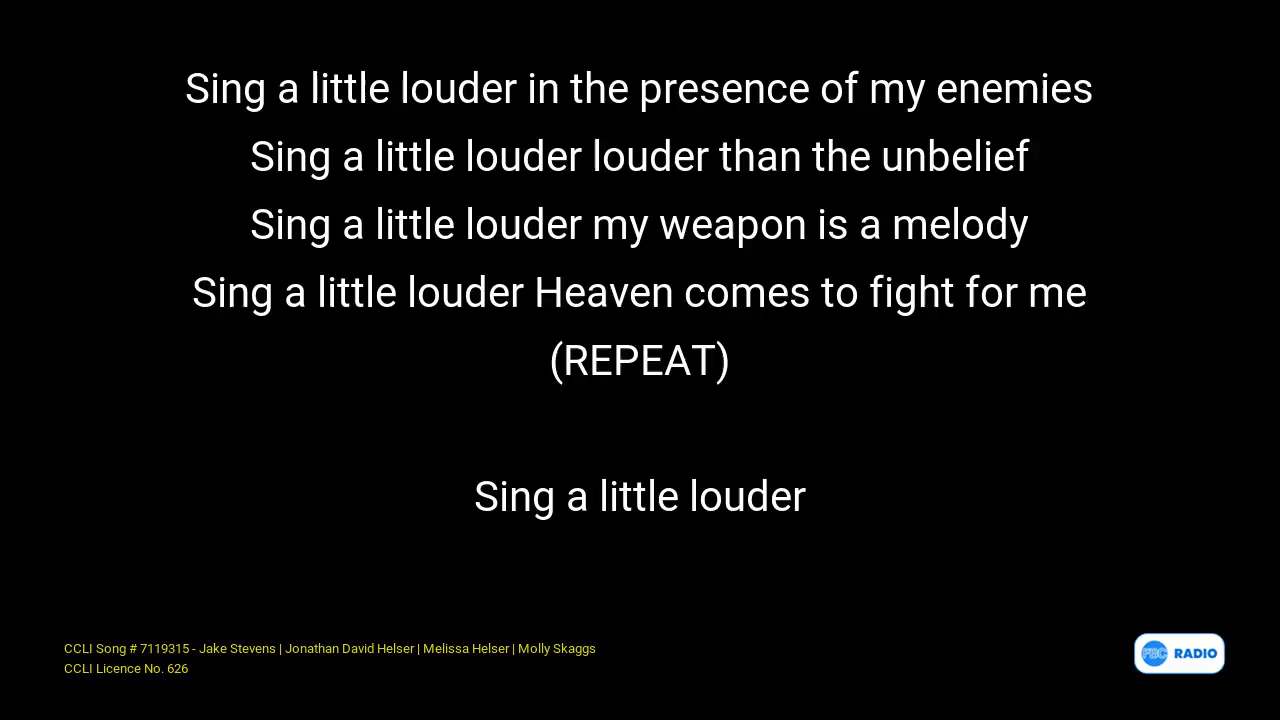 Sing a little louder in the presence of my enemies
Sing a little louder louder than the unbelief
Sing a little louder my weapon is a melody
Sing a little louder Heaven comes to fight for me
(REPEAT)
Sing a little louder
CCLI Song # 7119315 - Jake Stevens | Jonathan David Helser | Melissa Helser | Molly Skaggs
CCLI Licence No. 626
FBC RADIO